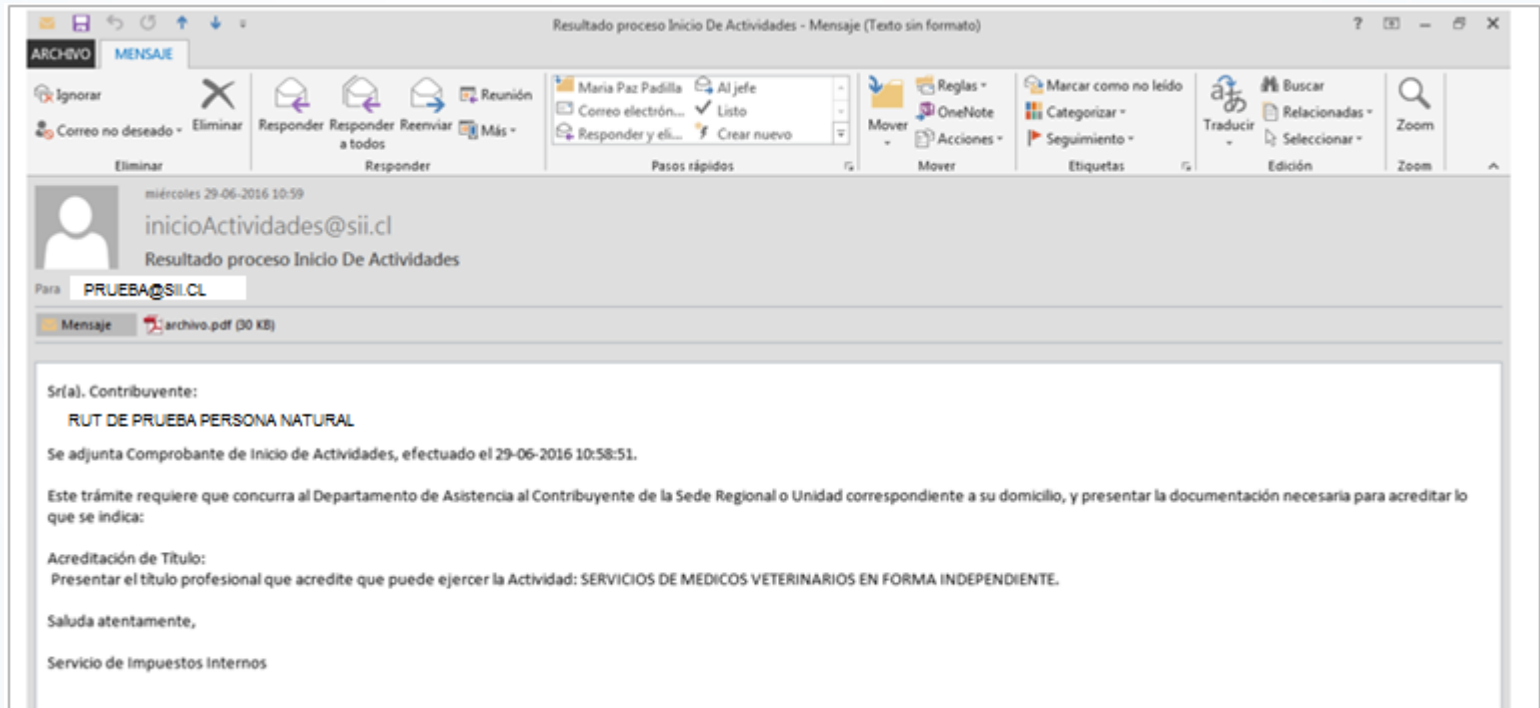 Resultado proceso Inicio De Actividades - Mensaje (Texto sin formato)
ARCHIVO MENSAJE
Ignorar
Correo no deseado
Eliminar
Eliminar
Responder
Responder a todos
Reenviar
Reunión
Más
Responder
Maria Paz Padilla
Al jefe
Correo electrón...
Listo
Responder y eli...
Crear nuevo
Pasos rápidos
Mover
Reglas
OneNote
Acciones
Mover
Marcar como no leído
Categorizar
Seguimiento
Etiquetas
Traducir
Buscar
Relacionadas
Seleccionar
Edición
Zoom
Zoom
miércoles 29-06-2016 10:59
inicioActividades@sii.cl
Resultado proceso Inicio De Actividades
Para PRUEBA@SII.CL
Mensaje archivo.pdf (30 KB)
Sr(a). Contribuyente:
RUT DE PRUEBA PERSONA NATURAL
Se adjunta Comprobante de Inicio de Actividades, efectuado el 29-06-2016 10:58:51.
Este trámite requiere que concurra al Departamento de Asistencia al Contribuyente de la Sede Regional o Unidad correspondiente a su domicilio, y presentar la documentación necesaria para acreditar lo
que se indica:
Acreditación de Título:
Presentar el título profesional que acredite que puede ejercer la Actividad: SERVICIOS DE MEDICOS VETERINARIOS EN FORMA INDEPENDIENTE.
Saluda atentamente,
Servicio de Impuestos Internos